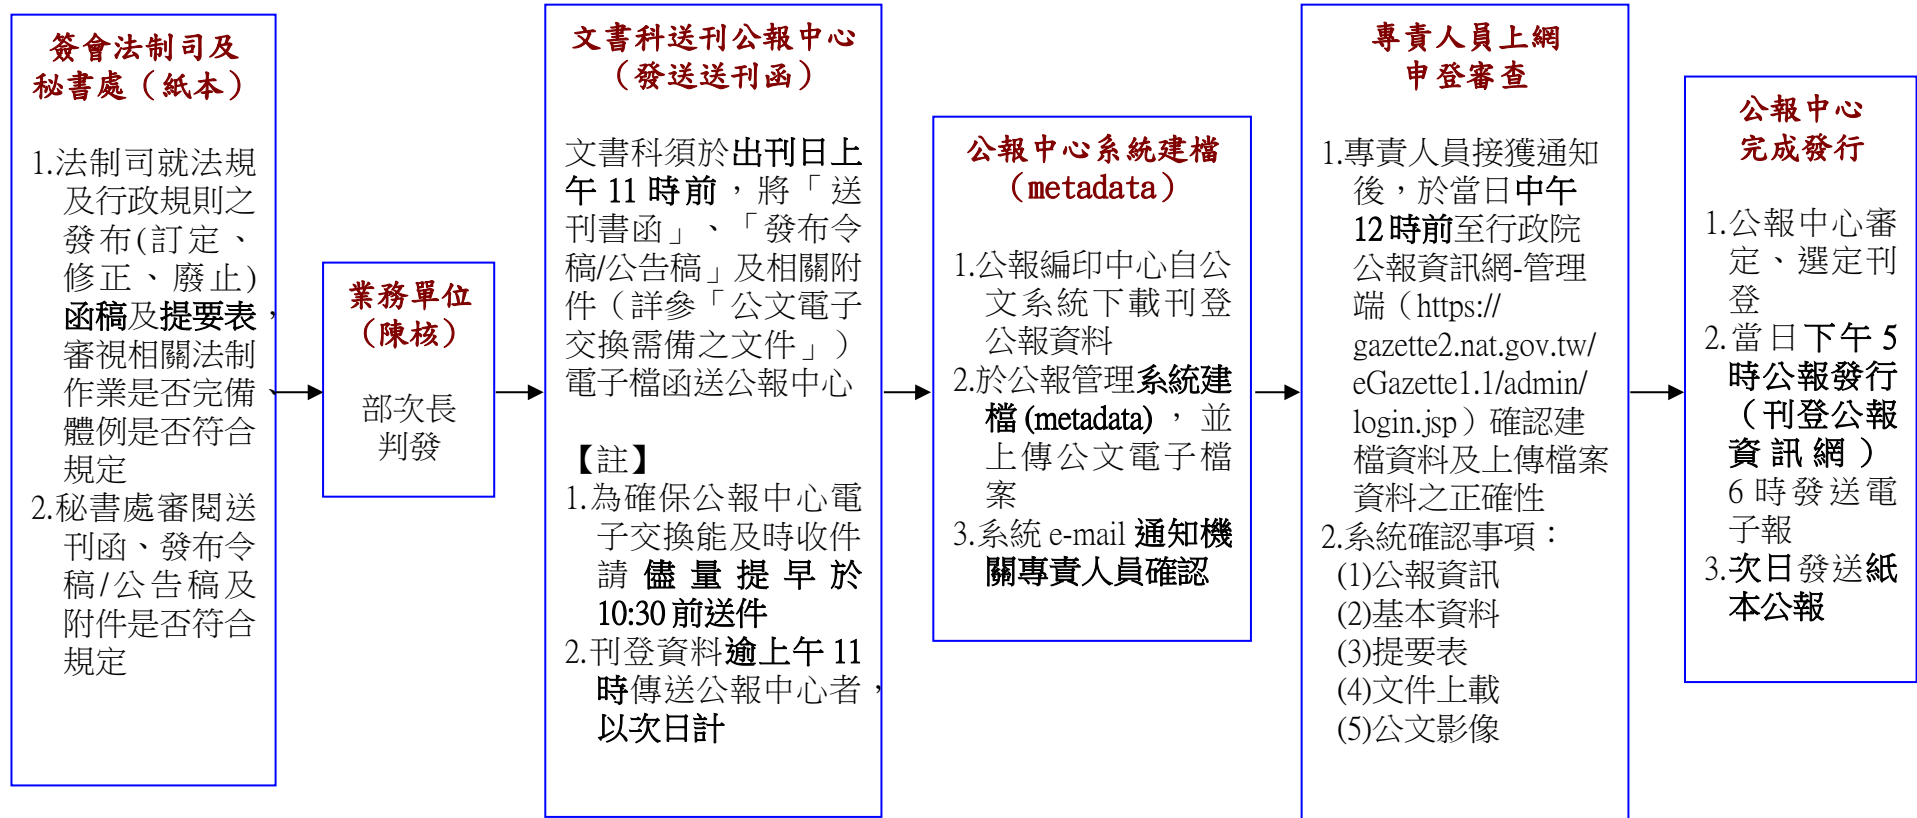 簽會法制司及
秘書處（紙本）
1.法制司就法規
及行政規則之
發布(訂定、
修正、廢止)
函稿及提要表，
審視相關法制
作業是否完備、
體例是否符合
規定
2.秘書處審閱送
刊函、發布令
稿/公告稿及
附件是否符合
規定
業務單位
（陳核）
部次長
判發
文書科送刊公報中心
（發送送刊函）
文書科須於出刊日上
午 11 時前，將「送
刊書函」、「發布令
稿/公告稿」及相關附
件（詳參「公文電子
交換需備之文件」）
電子檔函送公報中心
【註】
1.為確保公報中心電
子交換能及時收件
請儘量提早於
10:30 前送件
2.刊登資料逾上午 11
時傳送公報中心者，
以次日計
公報中心系統建檔
（metadata）
1.公報編印中心自公
文系統下載刊登
公報資料
2.於公報管理系統建
檔(metadata)，並
上傳公文電子檔
案
3.系統 e-mail 通知機
關專責人員確認
專責人員上網
申登審查
1.專責人員接獲通知
後，於當日中午
12 時前至行政院
公報資訊網-管理
端（https://
gazette2.nat.gov.tw/
eGazette1.1/admin/
login.jsp）確認建
檔資料及上傳檔案
資料之正確性
2.系統確認事項：
(1)公報資訊
(2)基本資料
(3)提要表
(4)文件上載
(5)公文影像
公報中心
完成發行
1.公報中心審
定、選定刊
登
2.當日下午 5
時公報發行
（刊登公報
資訊網）
6 時發送電
子報
3.次日發送紙
本公報